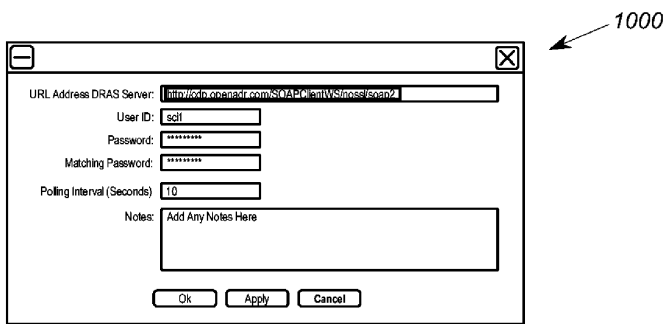 1000
URL Address DRAS Server: http://cdp.openadr.com/SOAPClientWS/nossl/soap2
User ID: sci1
Password: *********
Matching Password: *********
Polling Interval (Seconds) 10
Notes: Add Any Notes Here
Ok Apply Cancel